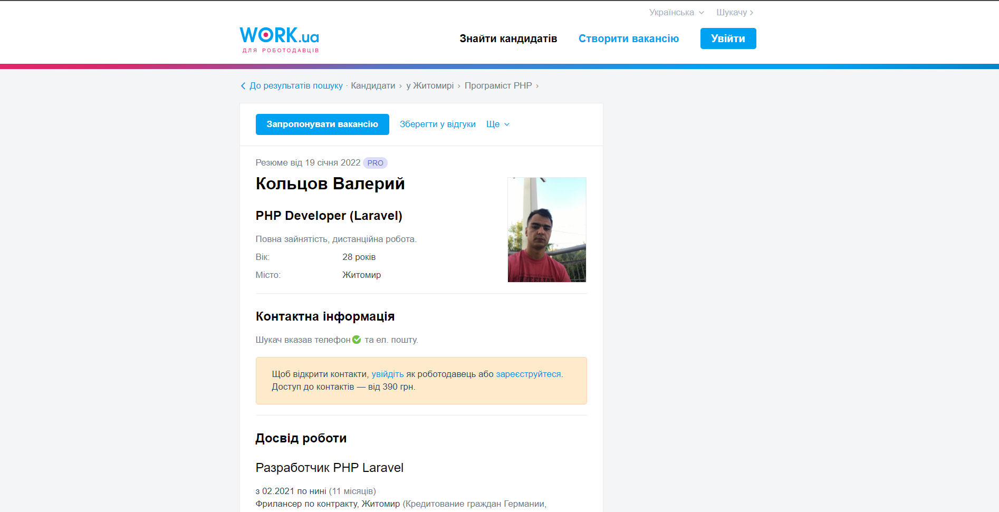 Українська
Шукачу
WORK.ua
ДЛЯ РОБОТОДАВЦІВ
Знайти кандидатів
Створити вакансію
Увійти
До результатів пошуку · Кандидати › у Житомирі › Програміст PHP ›
Запропонувати вакансію
Зберегти у відгуки
Ще
Резюме від 19 січня 2022 PRO
Кольцов Валерий
PHP Developer (Laravel)
Повна зайнятість, дистанційна робота.
Вік: 28 років
Місто: Житомир
Контактна інформація
Шукач вказав телефон та ел. пошту.
Щоб відкрити контакти, увійдіть як роботодавець або зареєструйтеся.
Доступ до контактів — від 390 грн.
Досвід роботи
Разработчик PHP Laravel
з 02.2021 по нині (11 місяців)
Фрилансер по контракту, Житомир (Кредитование граждан Германии,